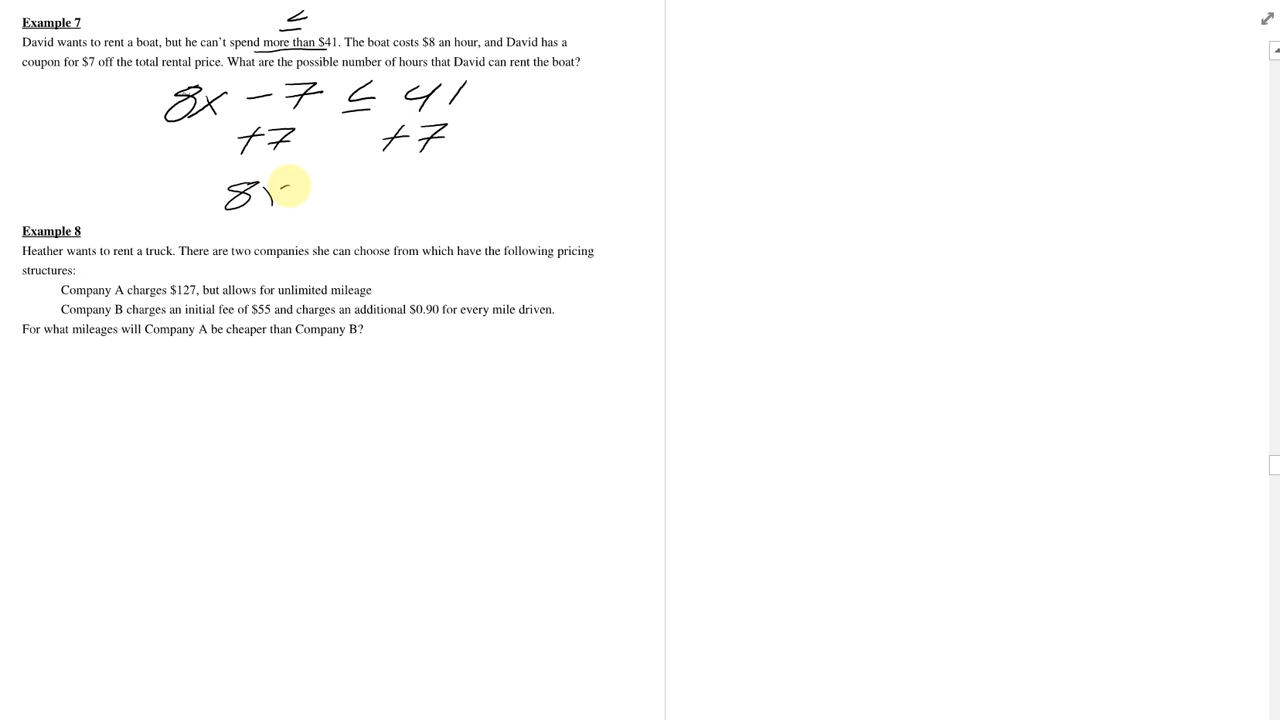 Example 7
≤
David wants to rent a boat, but he can't spend more than $41. The boat costs $8 an hour, and David has a
coupon for $7 off the total rental price. What are the possible number of hours that David can rent the boat?
8x - 7 ≤ 41
+7 +7
8x
Example 8
Heather wants to rent a truck. There are two companies she can choose from which have the following pricing
structures:
Company A charges $127, but allows for unlimited mileage
Company B charges an initial fee of $55 and charges an additional $0.90 for every mile driven.
For what mileages will Company A be cheaper than Company B?